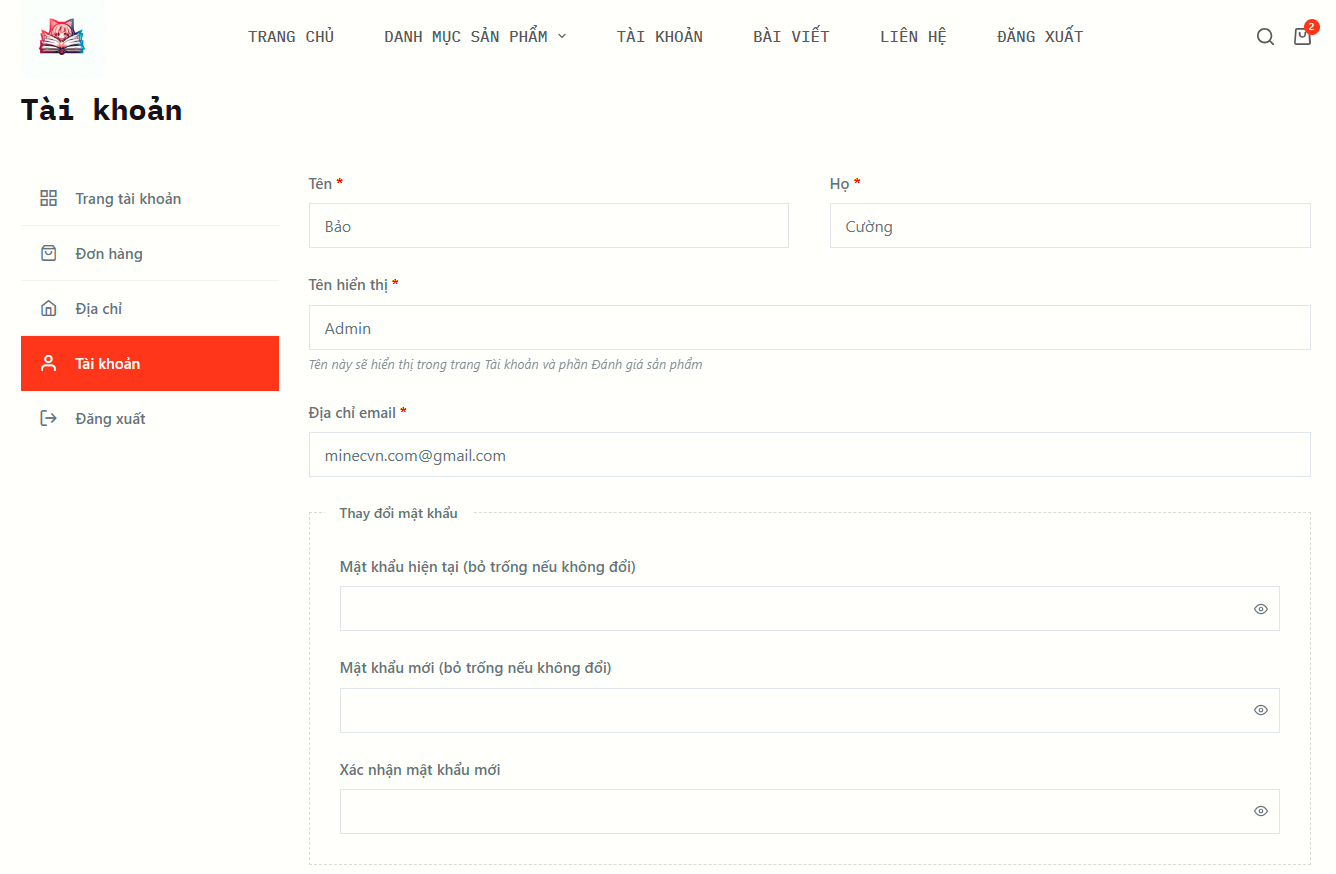 TRANG CHỦ DANH MỤC SẢN PHẨM TÀI KHOẢN BÀI VIẾT LIÊN HỆ ĐĂNG XUẤT 2
Tài khoản
Trang tài khoản
Đơn hàng
Địa chỉ
Tài khoản
Đăng xuất
Tên * Họ *
Bảo Cường
Tên hiển thị *
Admin
Tên này sẽ hiển thị trong trang Tài khoản và phần Đánh giá sản phẩm
Địa chỉ email *
minecvn.com@gmail.com
Thay đổi mật khẩu
Mật khẩu hiện tại (bỏ trống nếu không đổi)
Mật khẩu mới (bỏ trống nếu không đổi)
Xác nhận mật khẩu mới